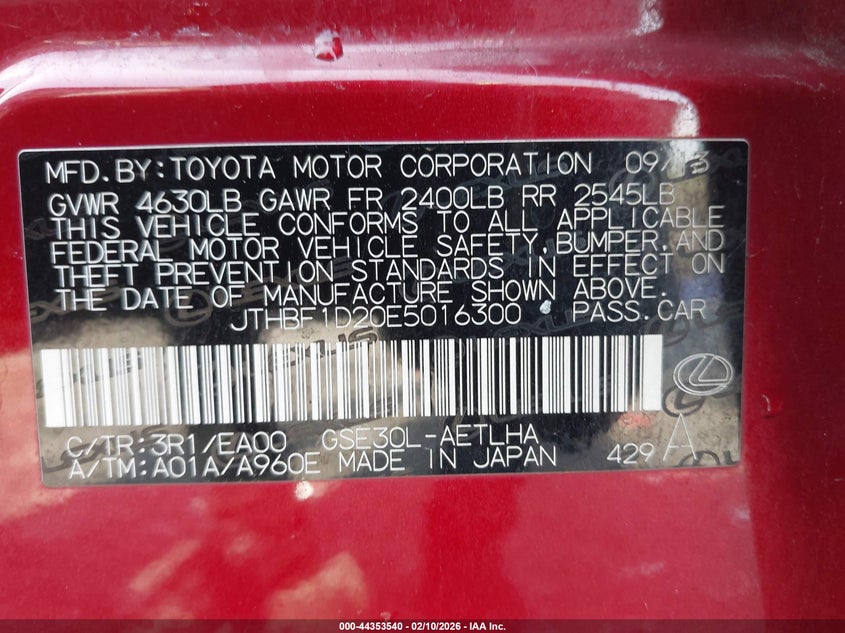 MFD.BY:TOYOTA MOTOR CORPORATION 09/13
GVWR 4630LB GAWR FR 2400LB RR 2545LB
THIS VEHICLE CONFORMS TO ALL APPLICABLE
FEDERAL MOTOR VEHICLE SAFETY,BUMPER,AND
THEFT PREVENTION STANDARDS IN EFFECT ON
THE DATE OF MANUFACTURE SHOWN ABOVE.
JTHBF1D20E5016300 PASS.CAR
C/TR:3R1/EA00 GSE30L-AETLHA
A/TM:A01A/A960E MADE IN JAPAN 429 A
000-44353540 - 02/10/2026 - IAA Inc.